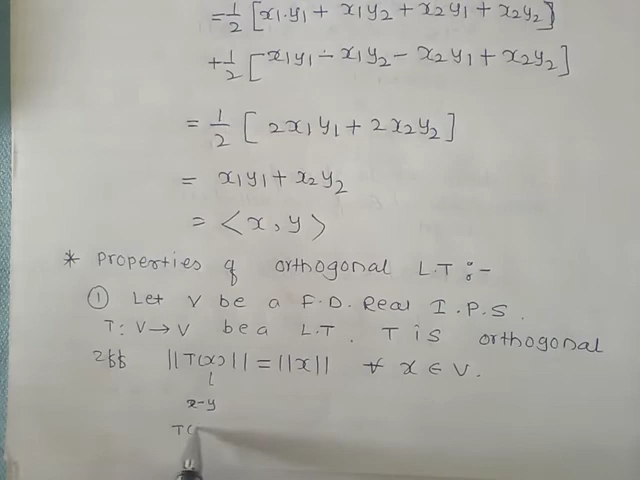 = 1/2 [x₁.y₁ + x₁y₂ + x₂y₁ + x₂y₂]
+ 1/2 [x₁y₁ - x₁y₂ - x₂y₁ + x₂y₂]
= 1/2 [2x₁y₁ + 2x₂y₂]
= x₁y₁ + x₂y₂
= <x, y>
* Properties of orthogonal L.T :-
① Let V be a F.D. Real I.P.S.
T: V→V be a L.T. T is orthogonal
iff ||T(x)|| = ||x|| ∀ x ∈ V.
x-y
T(